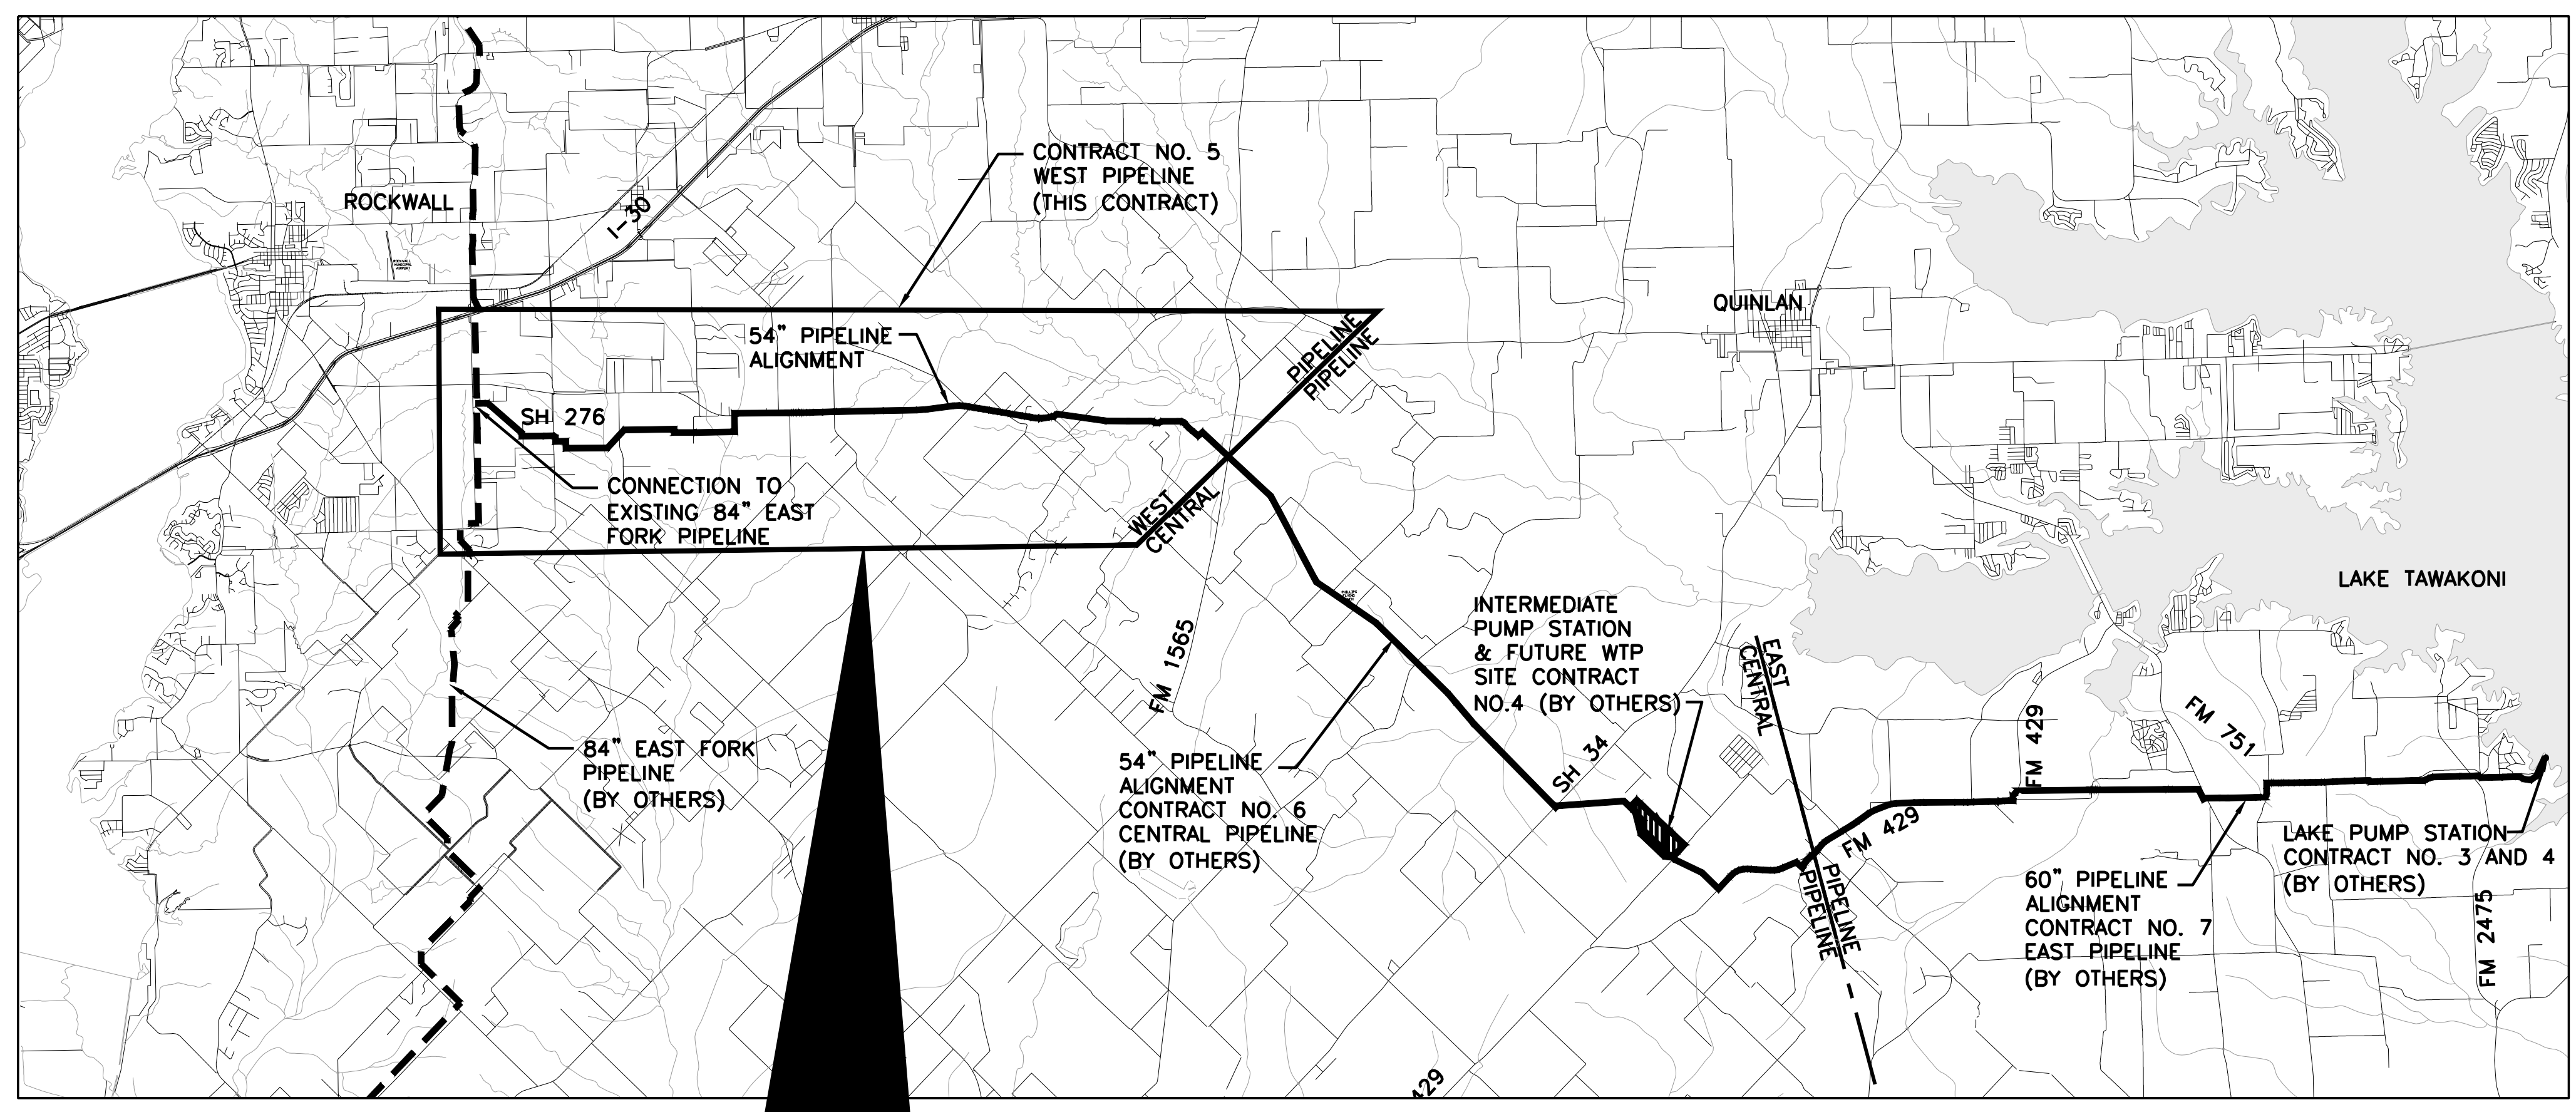 CONTRACT NO. 5
WEST PIPELINE
(THIS CONTRACT)
ROCKWALL
I-30
ROCKWALL
MUNICIPAL
AIRPORT
QUINLAN
54" PIPELINE
ALIGNMENT
PIPELINE
PIPELINE
SH 276
CONNECTION TO
EXISTING 84" EAST
FORK PIPELINE
WEST
CENTRAL
LAKE TAWAKONI
INTERMEDIATE
PUMP STATION
& FUTURE WTP
SITE CONTRACT
NO.4 (BY OTHERS)
FM 1565
EAST
CENTRAL
FM 429
FM 751
84" EAST FORK
PIPELINE
(BY OTHERS)
54" PIPELINE
ALIGNMENT
CONTRACT NO. 6
CENTRAL PIPELINE
(BY OTHERS)
SH 34
FM 429
LAKE PUMP STATION
CONTRACT NO. 3 AND 4
(BY OTHERS)
60" PIPELINE
ALIGNMENT
CONTRACT NO. 7
EAST PIPELINE
(BY OTHERS)
PIPELINE
PIPELINE
FM 2475
429